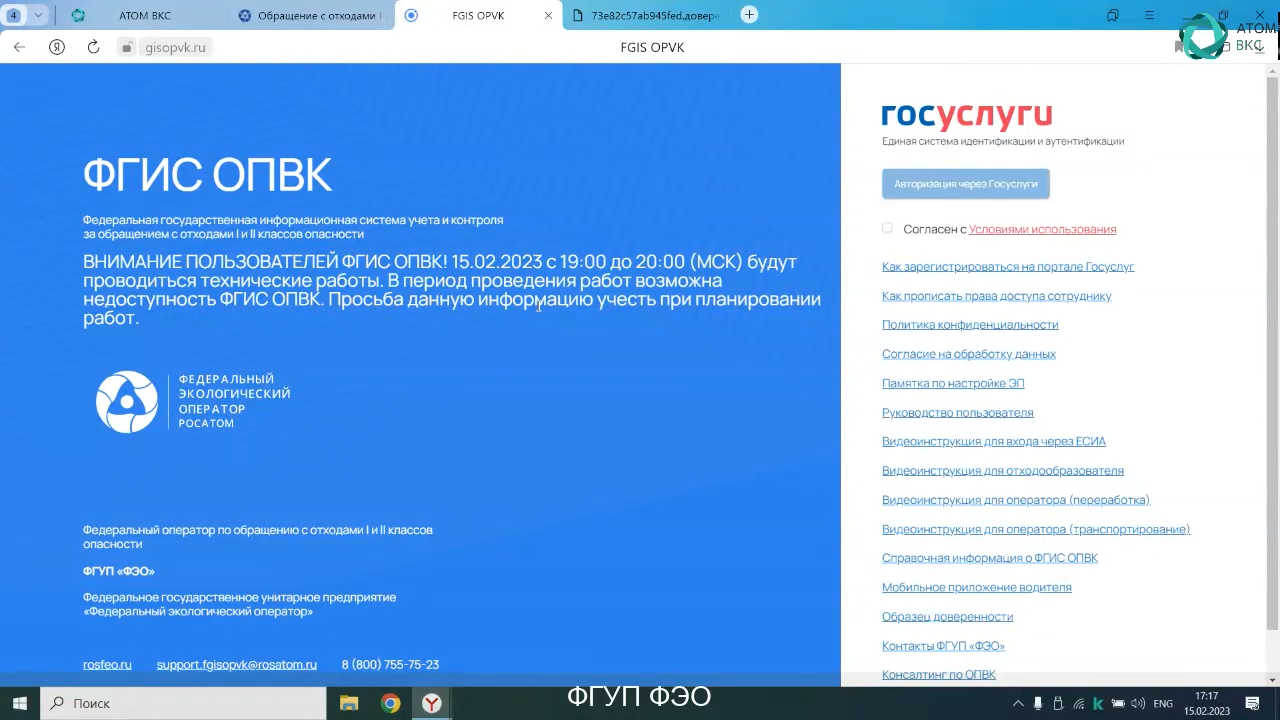 4
Обращение с отходами I и
FGIS OPVK
73e82c57ab945fed.довере
АТОМ
ВКС
gisopvk.ru
FGIS OPVK
ФГИС ОПВК
Федеральная государственная информационная система учета и контроля
за обращением с отходами I и II классов опасности
ВНИМАНИЕ ПОЛЬЗОВАТЕЛЕЙ ФГИС ОПВК! 15.02.2023 с 19:00 до 20:00 (МСК) будут
проводиться технические работы. В период проведения работ возможна
недоступность ФГИС ОПВК. Просьба данную информацию учесть при планировании
работ.
ФЕДЕРАЛЬНЫЙ
ЭКОЛОГИЧЕСКИЙ
ОПЕРАТОР
РОСАТОМ
Федеральный оператор по обращению с отходами I и II классов
опасности
ФГУП «ФЭО»
Федеральное государственное унитарное предприятие
«Федеральный экологический оператор»
rosfeo.ru support.fgisopvk@rosatom.ru 8 (800) 755-75-23
госуслуги
Единая система идентификации и аутентификации
Авторизация через Госуслуги
Согласен с Условиями использования
Как зарегистрироваться на портале Госуслуг
Как прописать права доступа сотруднику
Политика конфиденциальности
Согласие на обработку данных
Памятка по настройке ЭП
Руководство пользователя
Видеоинструкция для входа через ЕСИА
Видеоинструкция для отходообразователя
Видеоинструкция для оператора (переработка)
Видеоинструкция для оператора (транспортирование)
Справочная информация о ФГИС ОПВК
Мобильное приложение водителя
Образец доверенности
Контакты ФГУП «ФЭО»
Консалтинг по ОПВК
Поиск
ФГУП ФЭО
ENG
17:17
15.02.2023